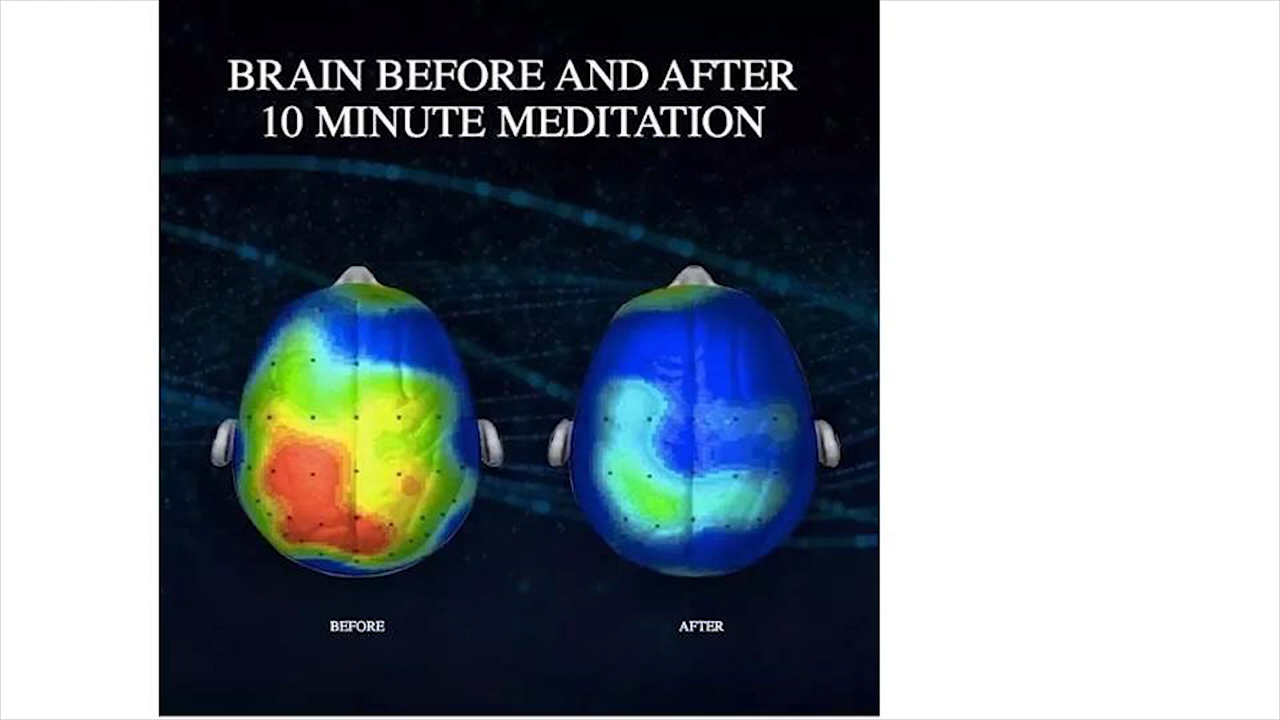 BRAIN BEFORE AND AFTER
10 MINUTE MEDITATION
BEFORE
AFTER